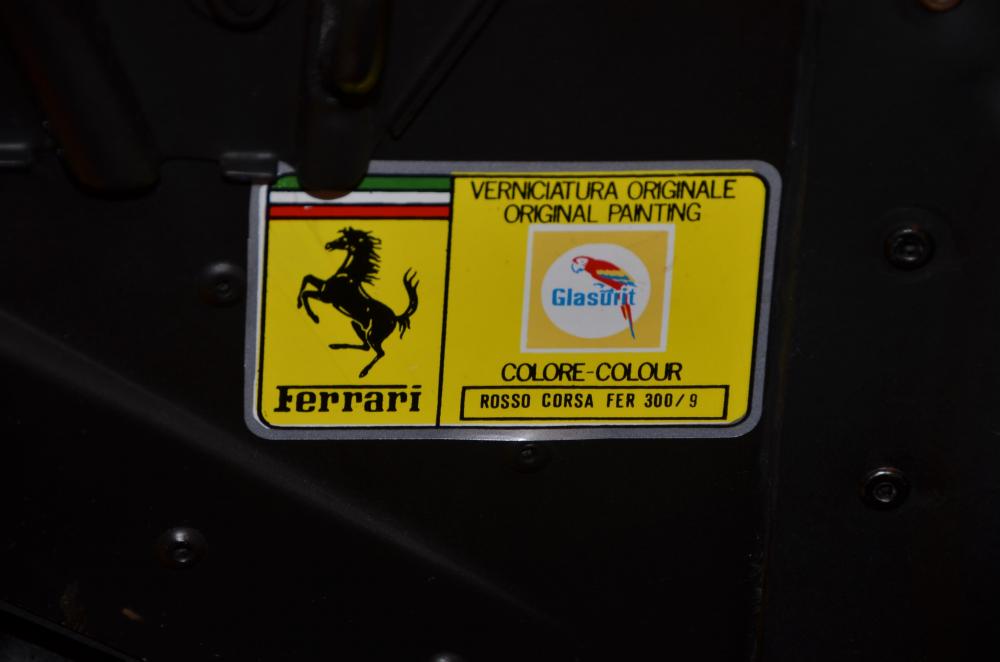 VERNICIATURA ORIGINALE
ORIGINAL PAINTING
Glasurit
COLORE-COLOUR
ROSSO CORSA FER 300/9
Ferrari